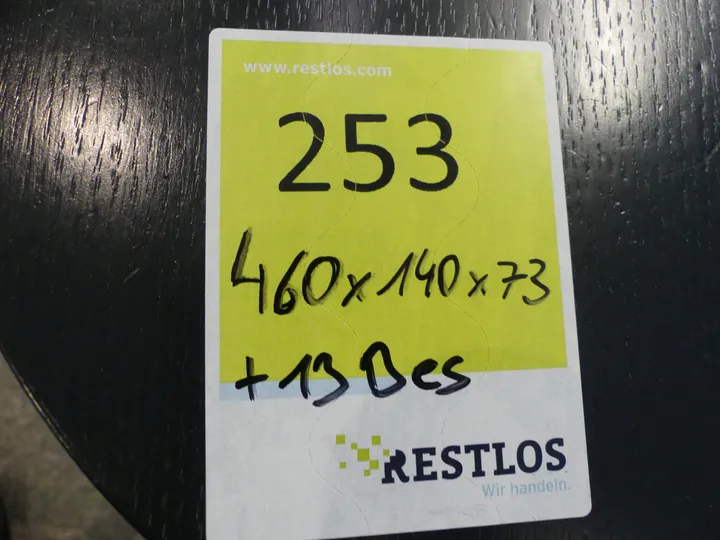 www.restlos.com
253
460x140x73
+ 13 Bes
RESTLOS
Wir handeln.